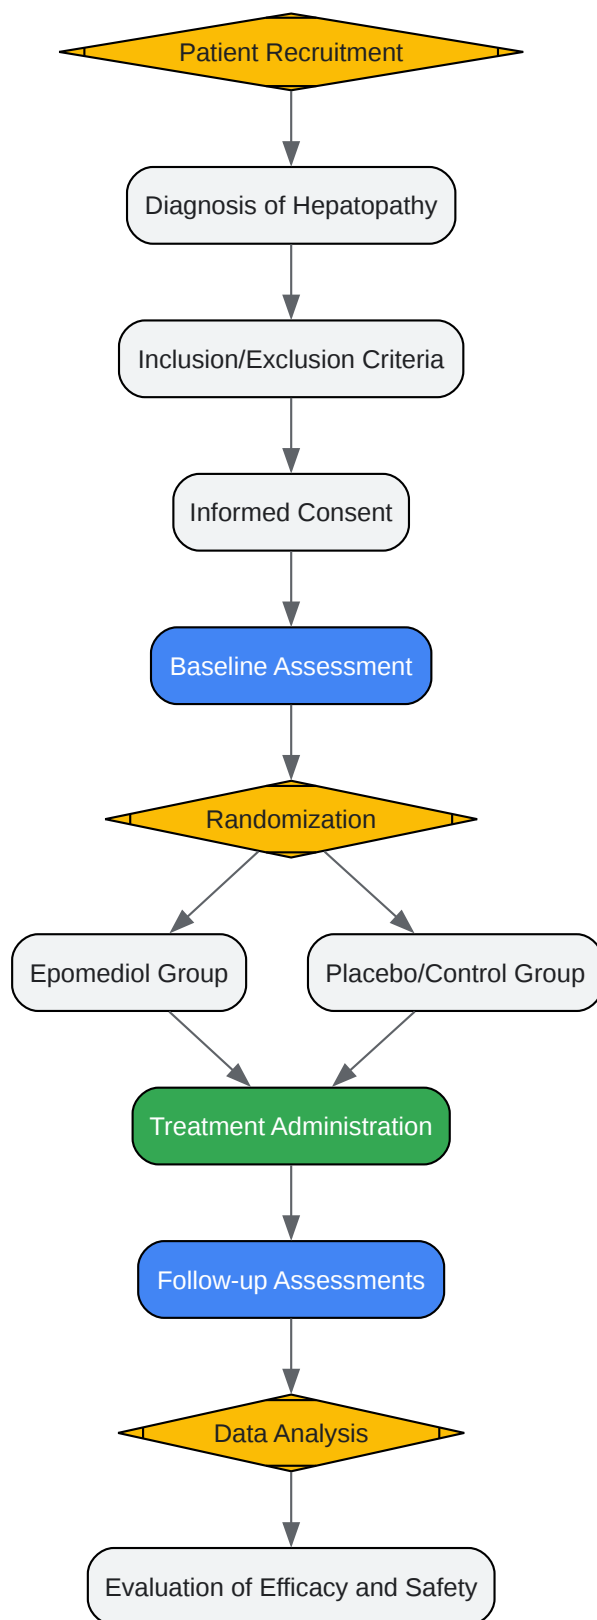 Patient Recruitment
Diagnosis of Hepatopathy
Inclusion/Exclusion Criteria
Informed Consent
Baseline Assessment
Randomization
Epomediol Group
Placebo/Control Group
Treatment Administration
Follow-up Assessments
Data Analysis
Evaluation of Efficacy and Safety